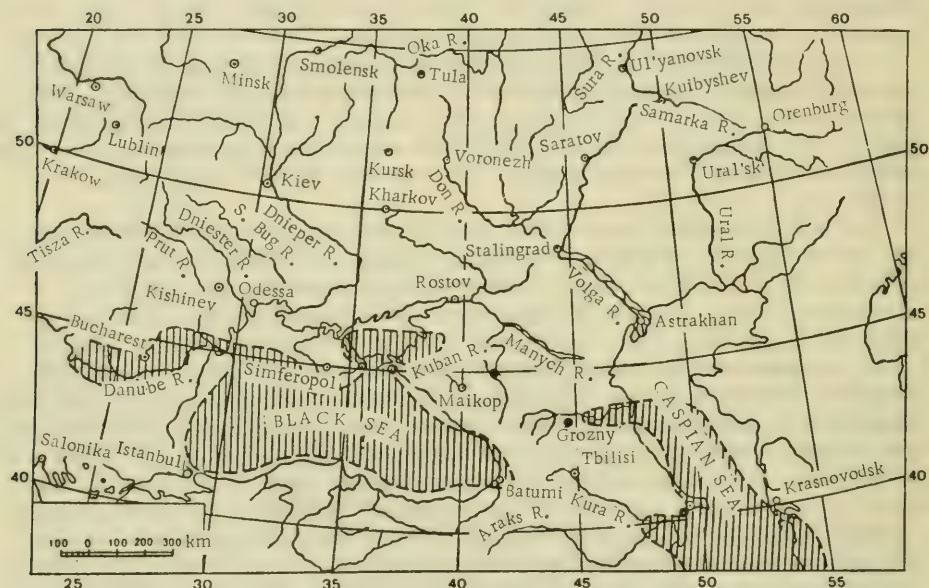 20 25 30 35 40 45 50 55 60
Oka R.
Smolensk
Minsk
Tula
Sura R.
Ul'yanovsk
Kuibyshev
Warsaw
Samarka R.
Orenburg
50
Lublin
Krakow
Kiev
Kursk
Voronezh
Saratov
Ural'sk
50
Kharkov
Don R.
Tisza R.
Prut R.
Dniester R.
S. Bug R.
Dnieper R.
Stalingrad
Volga R.
Ural R.
Kishinev
Odessa
Rostov
Astrakhan
45
45
Bucharest
Danube R.
Simferopol
Kuban R.
Manych R.
Maikop
BLACK SEA
Grozny
CASPIAN SEA
Salonika
Istanbul
Tbilisi
Krasnovodsk
40
40
Batumi
Kura R.
Araks R.
100 0 100 200 300 km
25 30 35 40 45 50 55